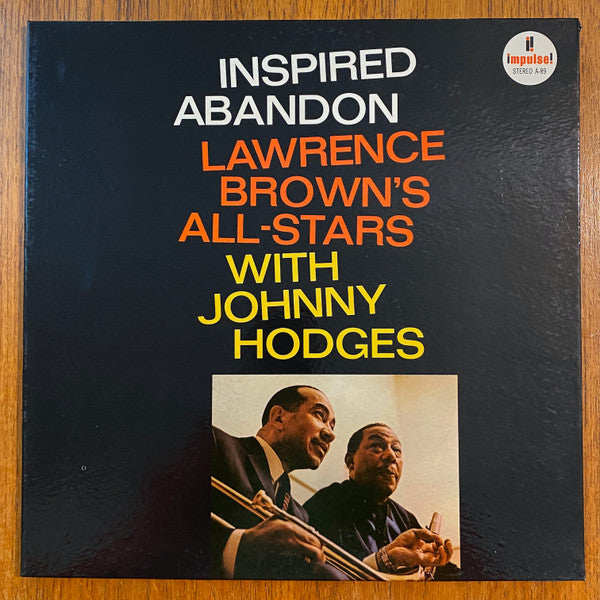 INSPIRED
ABANDON
LAWRENCE
BROWN'S
ALL-STARS
WITH
JOHNNY
HODGES
i!
impulse!
STEREO A-89